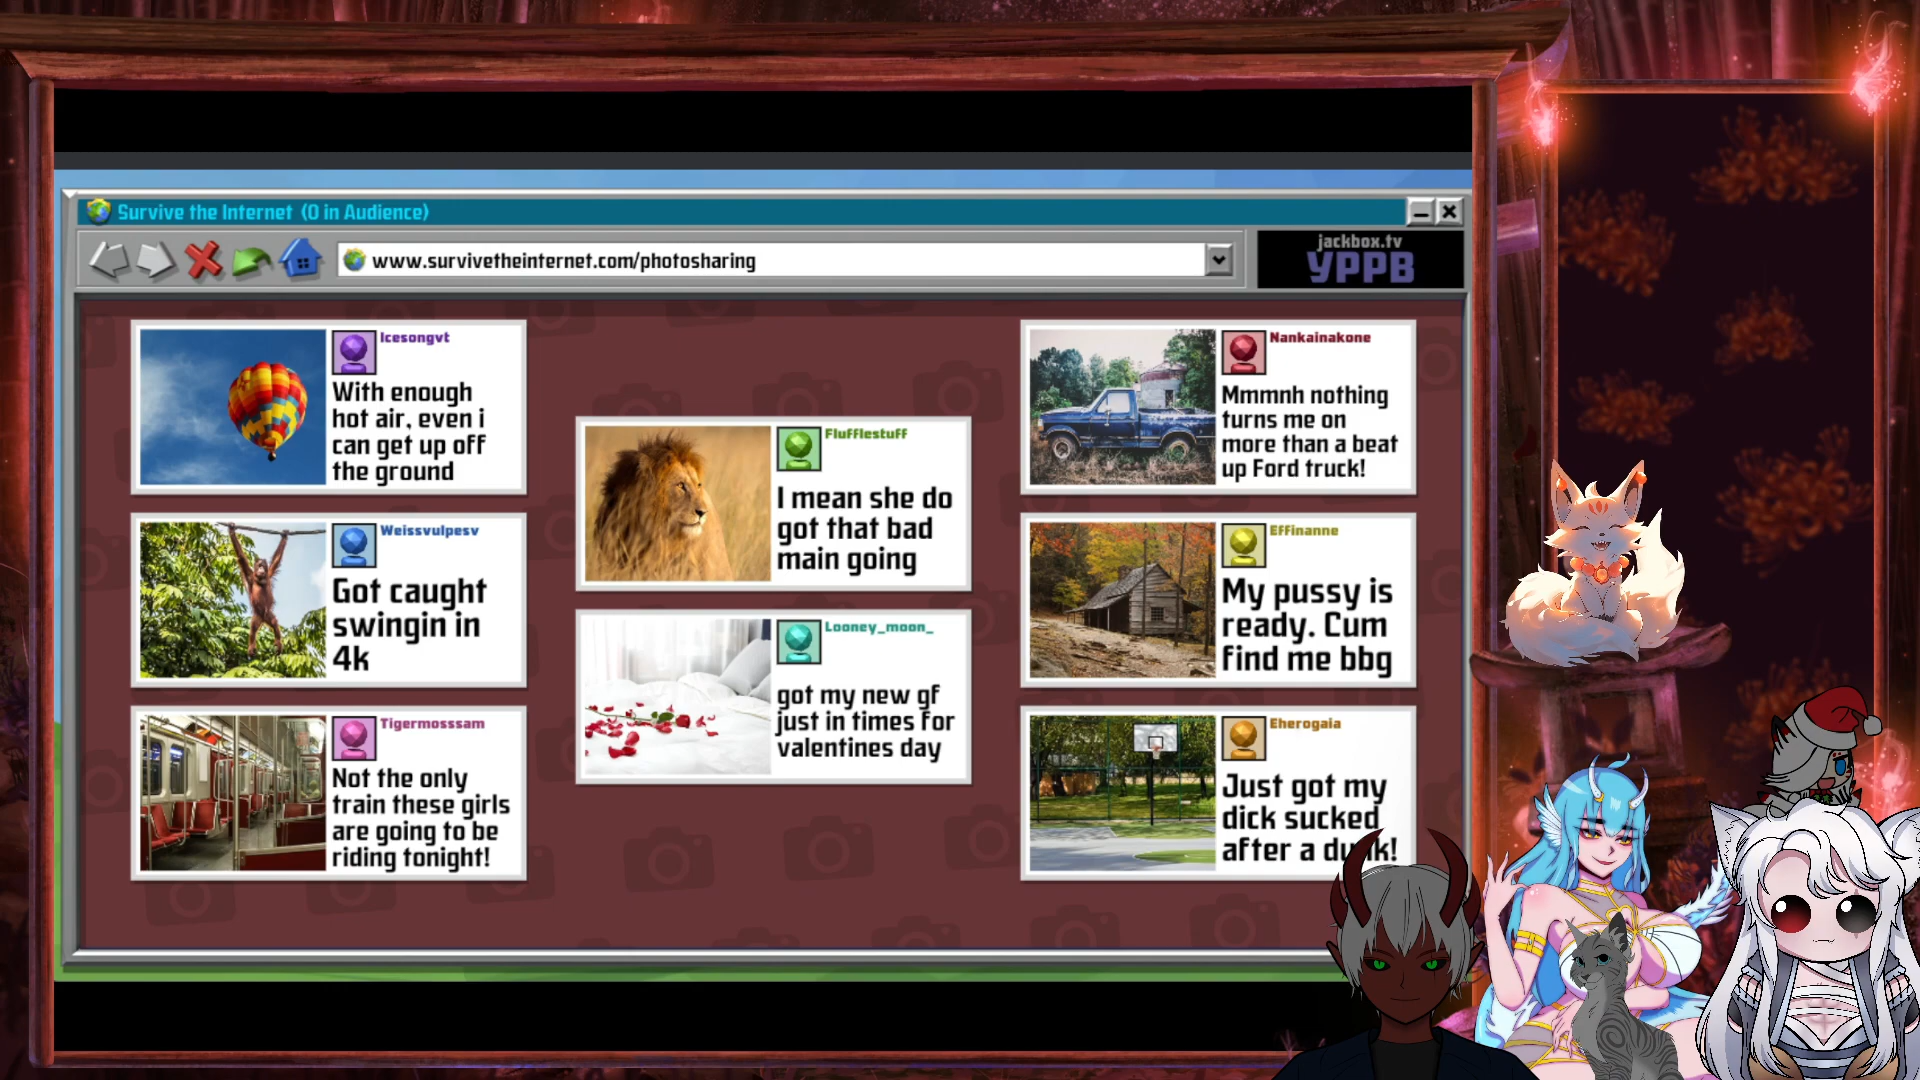 Survive the Internet (0 in Audience)
www.survivetheinternet.com/photosharing
jackbox.tv
YPPB
Icesongvt
With enough
hot air, even i
can get up off
the ground
Weissvulpesv
Got caught
swingin in
4k
Tigermosssam
Not the only
train these girls
are going to be
riding tonight!
Flufflestuff
I mean she do
got that bad
main going
Looney_moon_
got my new gf
just in times for
valentines day
Nankainakone
Mmmnh nothing
turns me on
more than a beat
up Ford truck!
Effinanne
My pussy is
ready. Cum
find me bbg
Eherogaia
Just got my
dick sucked
after a dunk!